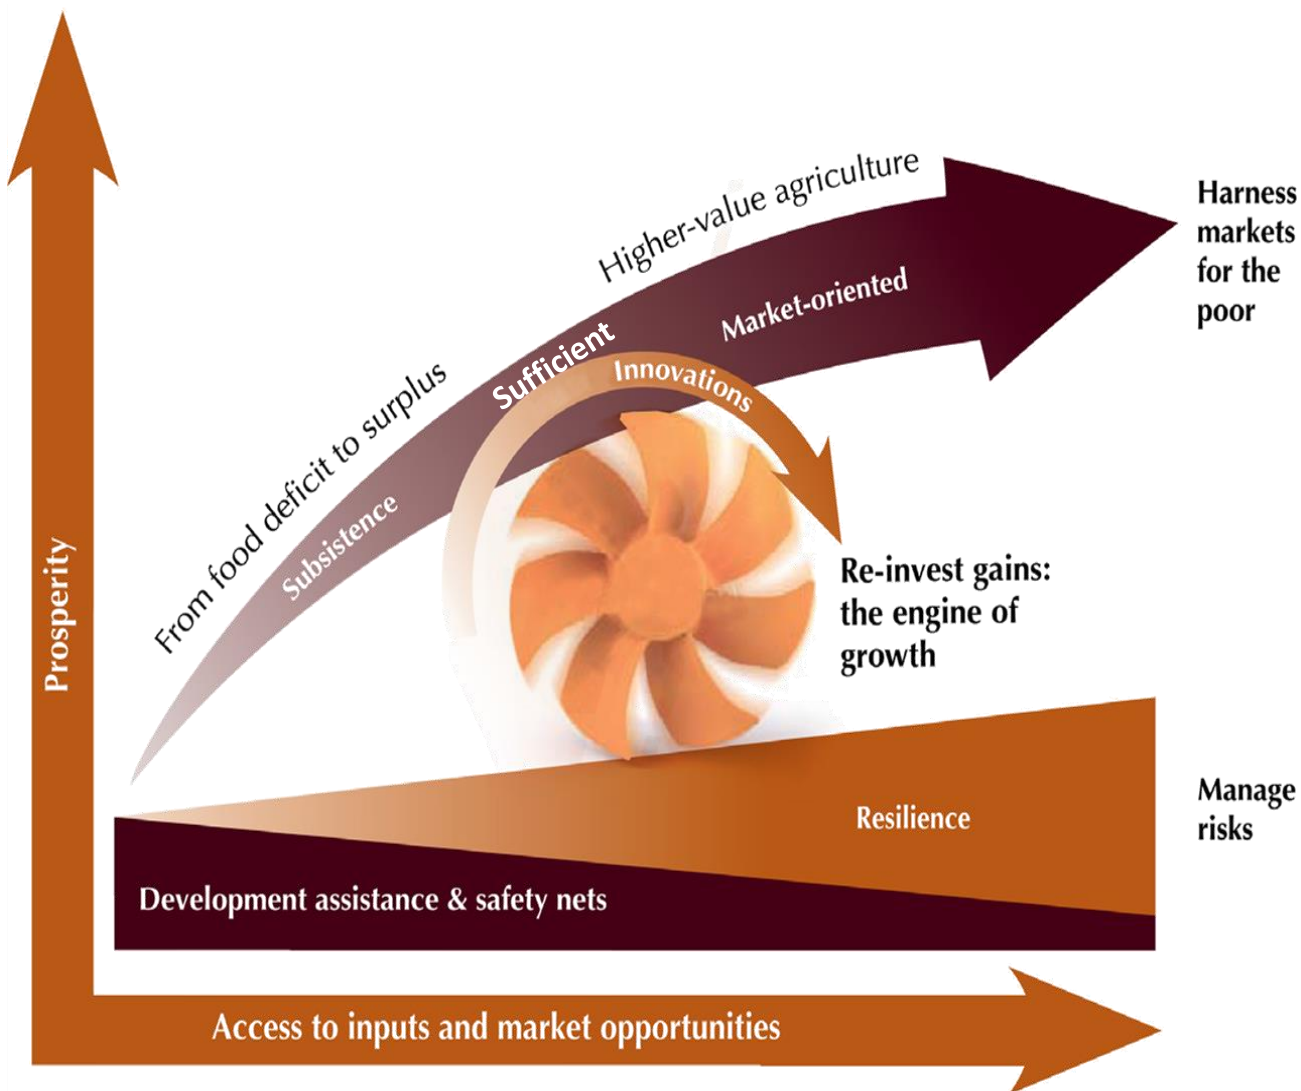 Higher-value agriculture
Harness
markets
for the
poor
Market-oriented
Sufficient
Innovations
From food deficit to surplus
Subsistence
Prosperity
Re-invest gains:
the engine of
growth
Resilience
Manage
risks
Development assistance & safety nets
Access to inputs and market opportunities